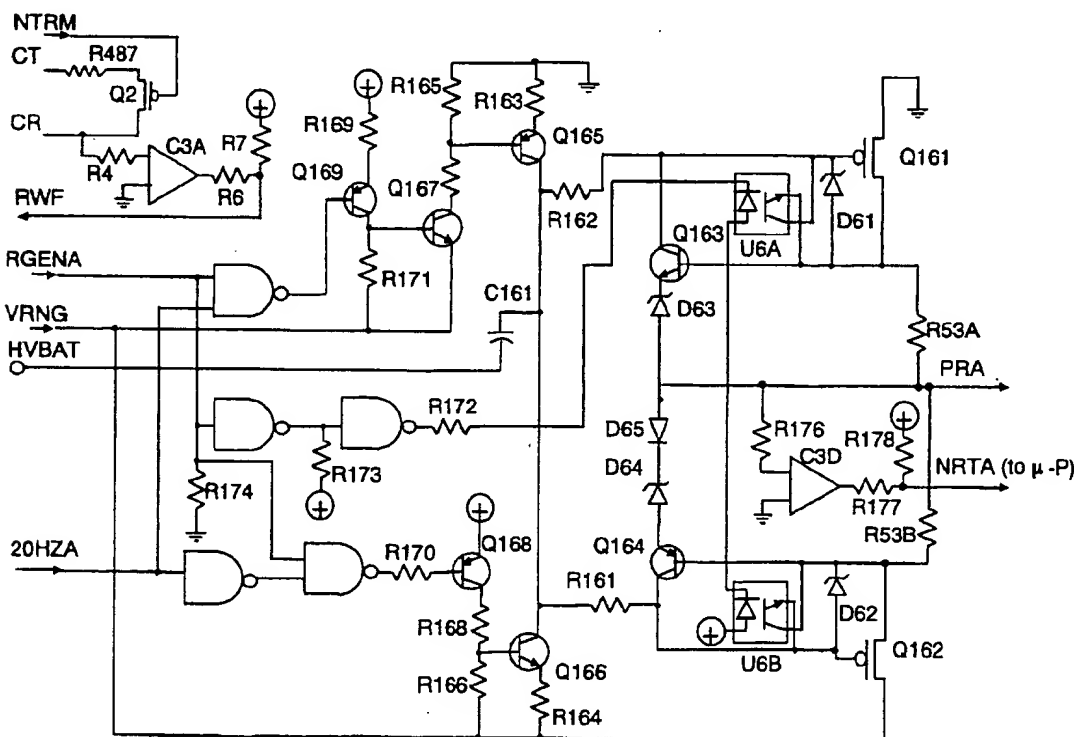 NTRM
CT
R487
Q2
CR
C3A
R4
R6
R7
RWF
RGENA
VRNG
HVBAT
R169
Q169
R165
Q167
R171
C161
R163
Q165
R162
Q163
D63
U6A
D61
Q161
R53A
PRA
R172
R173
R174
D65
D64
R176
C3D
R178
R177
NRTA (to μ-P)
R53B
20HZA
R170
Q168
R168
R166
Q166
R164
R161
Q164
U6B
D62
Q162